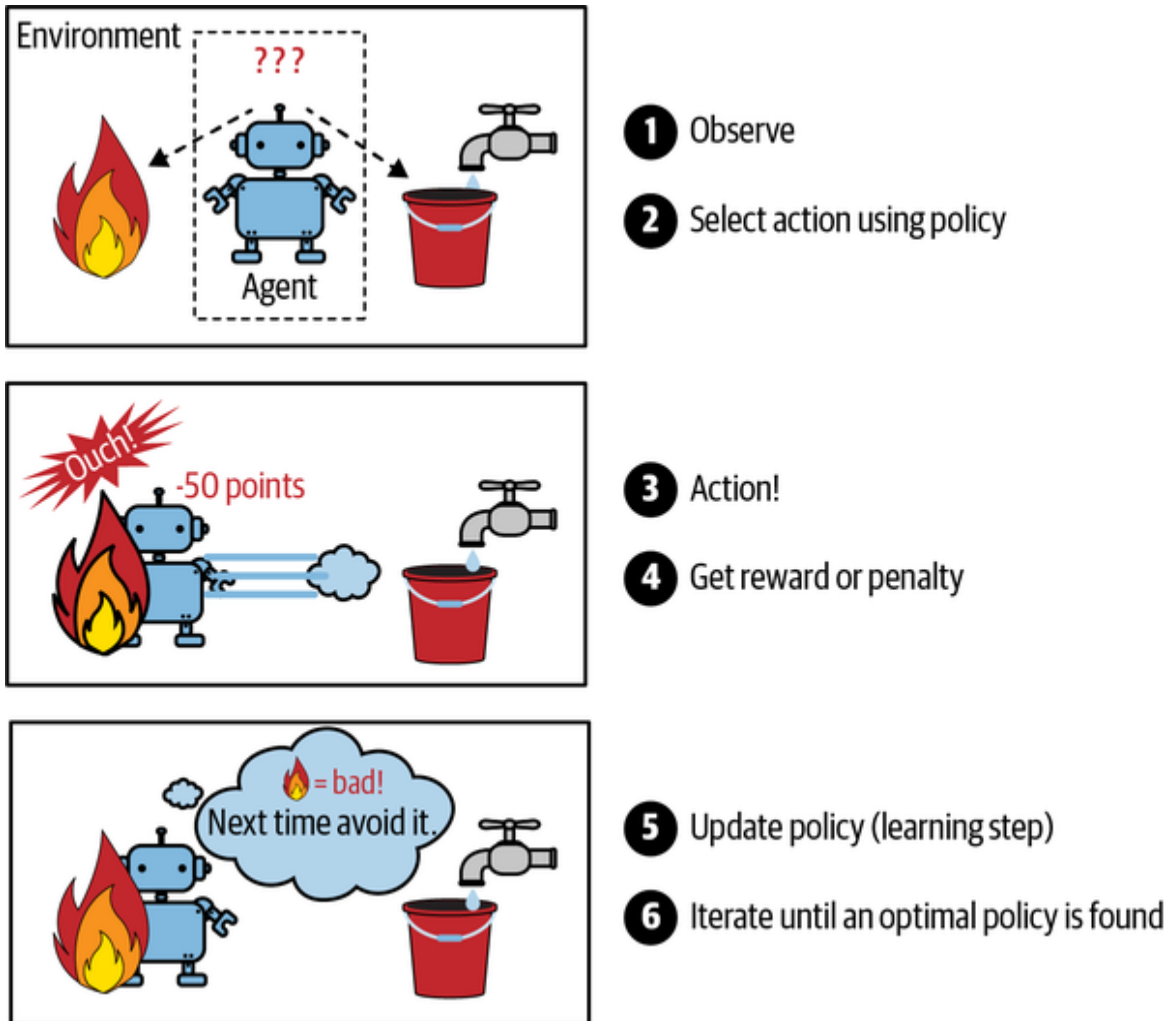 Environment
???
Agent
1 Observe
2 Select action using policy
Ouch!
-50 points
3 Action!
4 Get reward or penalty
= bad!
Next time avoid it.
5 Update policy (learning step)
6 Iterate until an optimal policy is found